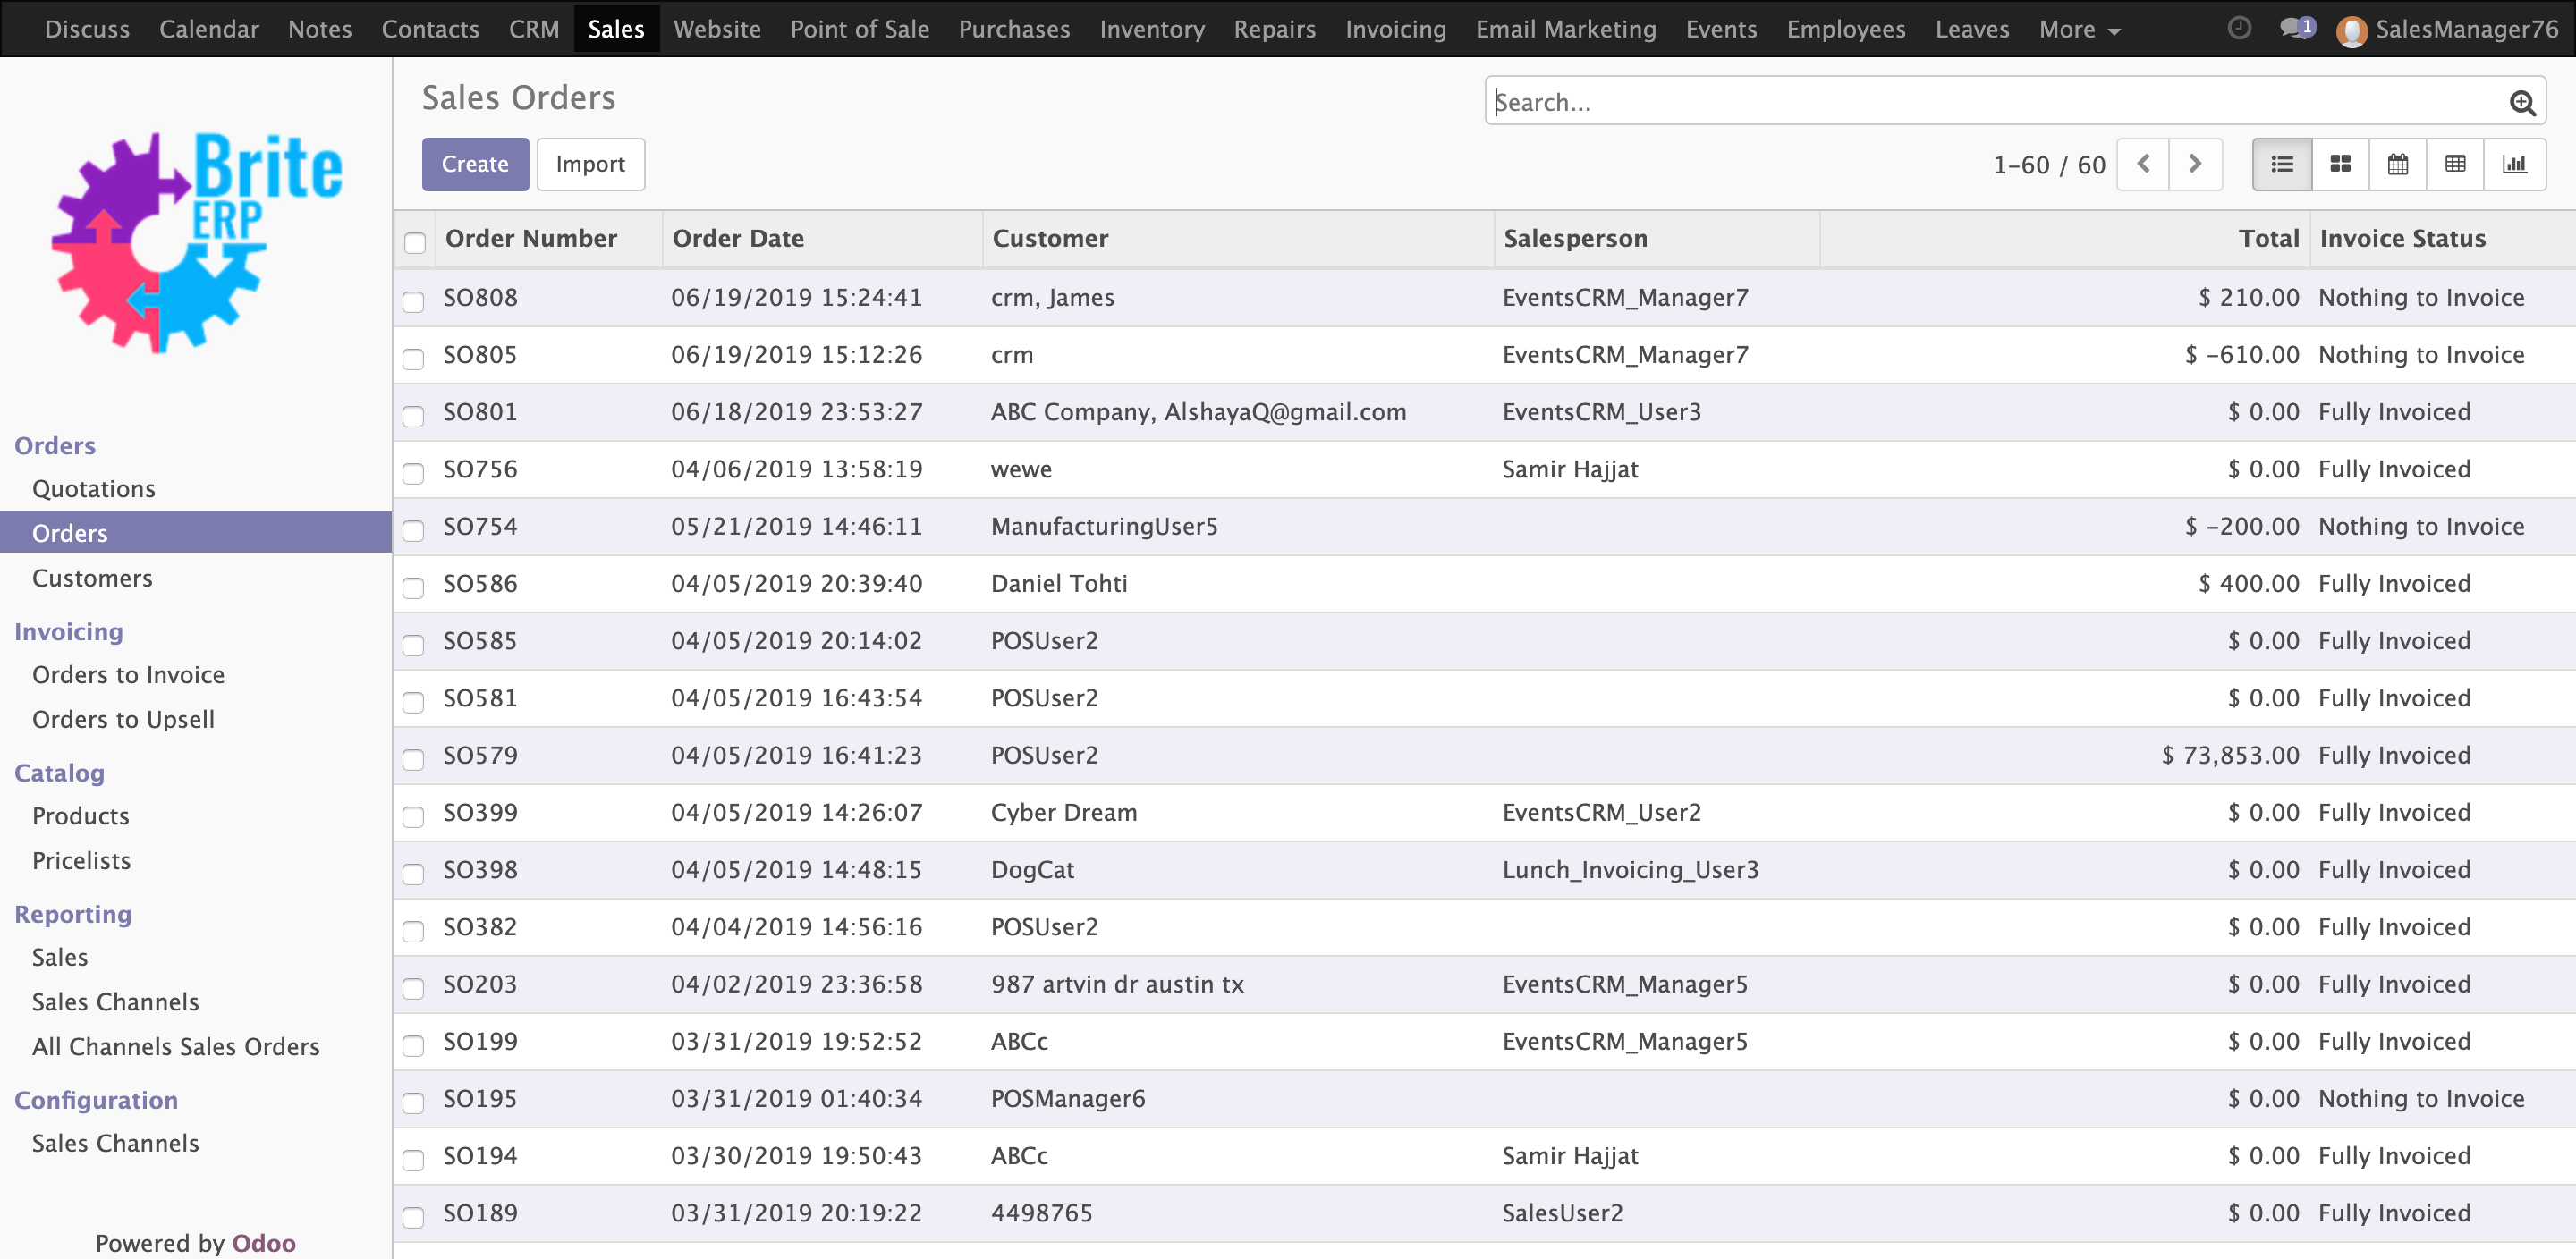 Discuss Calendar Notes Contacts CRM Sales Website Point of Sale Purchases Inventory Repairs Invoicing Email Marketing Events Employees Leaves More 1 SalesManager76
Brite
ERP
Orders
Quotations
Orders
Customers
Invoicing
Orders to Invoice
Orders to Upsell
Catalog
Products
Pricelists
Reporting
Sales
Sales Channels
All Channels Sales Orders
Configuration
Sales Channels
Powered by Odoo
Sales Orders
Search...
Create Import 1-60 / 60
Order Number Order Date Customer Salesperson Total Invoice Status
SO808 06/19/2019 15:24:41 crm, James EventsCRM_Manager7 $ 210.00 Nothing to Invoice
SO805 06/19/2019 15:12:26 crm EventsCRM_Manager7 $ -610.00 Nothing to Invoice
SO801 06/18/2019 23:53:27 ABC Company, AlshayaQ@gmail.com EventsCRM_User3 $ 0.00 Fully Invoiced
SO756 04/06/2019 13:58:19 wewe Samir Hajjat $ 0.00 Fully Invoiced
SO754 05/21/2019 14:46:11 ManufacturingUser5 $ -200.00 Nothing to Invoice
SO586 04/05/2019 20:39:40 Daniel Tohti $ 400.00 Fully Invoiced
SO585 04/05/2019 20:14:02 POSUser2 $ 0.00 Fully Invoiced
SO581 04/05/2019 16:43:54 POSUser2 $ 0.00 Fully Invoiced
SO579 04/05/2019 16:41:23 POSUser2 $ 73,853.00 Fully Invoiced
SO399 04/05/2019 14:26:07 Cyber Dream EventsCRM_User2 $ 0.00 Fully Invoiced
SO398 04/05/2019 14:48:15 DogCat Lunch_Invoicing_User3 $ 0.00 Fully Invoiced
SO382 04/04/2019 14:56:16 POSUser2 $ 0.00 Fully Invoiced
SO203 04/02/2019 23:36:58 987 artvin dr austin tx EventsCRM_Manager5 $ 0.00 Fully Invoiced
SO199 03/31/2019 19:52:52 ABCc EventsCRM_Manager5 $ 0.00 Fully Invoiced
SO195 03/31/2019 01:40:34 POSManager6 $ 0.00 Nothing to Invoice
SO194 03/30/2019 19:50:43 ABCc Samir Hajjat $ 0.00 Fully Invoiced
SO189 03/31/2019 20:19:22 4498765 SalesUser2 $ 0.00 Fully Invoiced